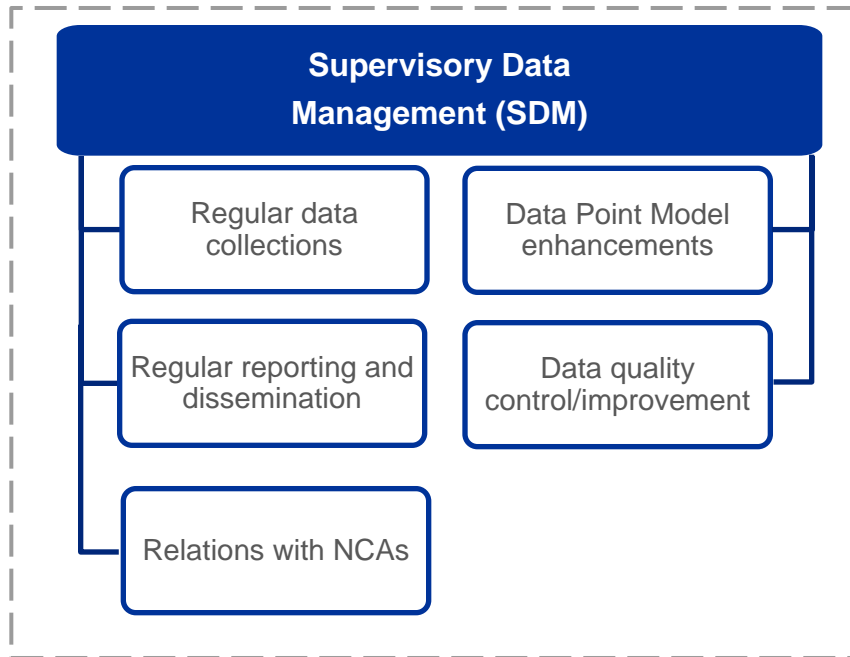 Supervisory Data
Management (SDM)
Regular data
collections
Data Point Model
enhancements
Regular reporting and
dissemination
Data quality
control/improvement
Relations with NCAs